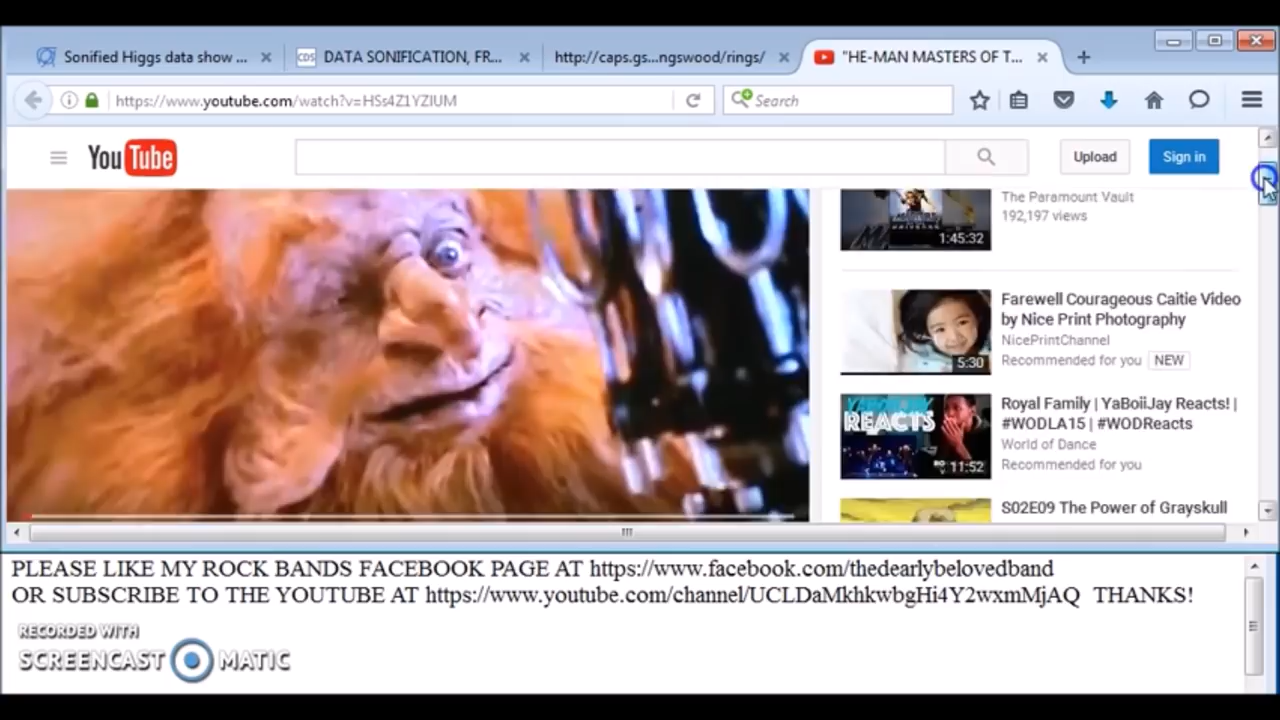 Sonified Higgs data show ...
CDS DATA SONIFICATION, FR...
http://caps.gs...ngswood/rings/
"HE-MAN MASTERS OF T...
https://www.youtube.com/watch?v=HSs4Z1YZIUM
Search
YouTube
Upload
Sign in
The Paramount Vault
192,197 views
1:45:32
Farewell Courageous Caitie Video
by Nice Print Photography
NicePrintChannel
Recommended for you NEW
5:30
Royal Family | YaBoiiJay Reacts! |
#WODLA15 | #WODReacts
World of Dance
Recommended for you
REACTS
11:52
S02E09 The Power of Grayskull
PLEASE LIKE MY ROCK BANDS FACEBOOK PAGE AT https://www.facebook.com/thedearlybelovedband
OR SUBSCRIBE TO THE YOUTUBE AT https://www.youtube.com/channel/UCLDaMkhkwbgHi4Y2wxmMjAQ THANKS!
RECORDED WITH
SCREENCAST MATIC